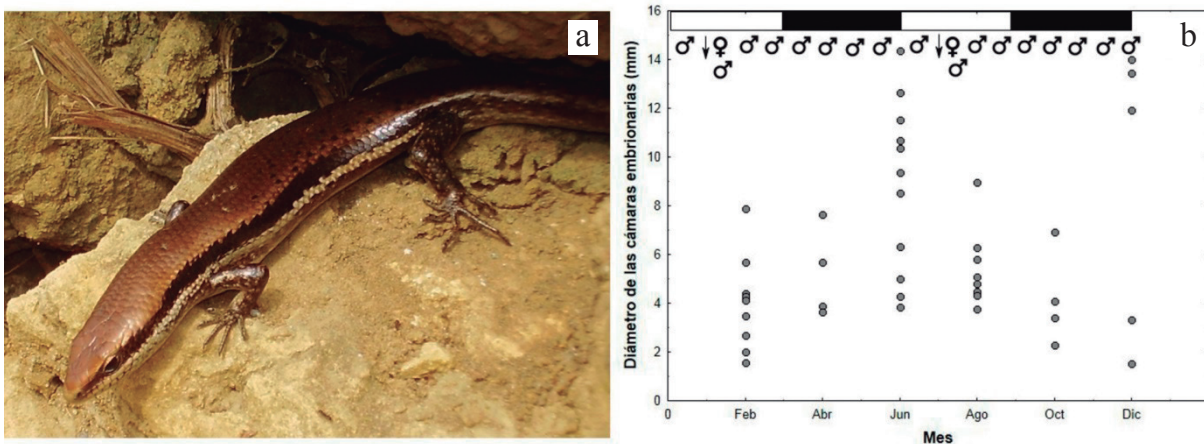 a
b
Diámetro de las cámaras embrionarias (mm)
16
14
12
10
8
6
4
2
0
♂ ↓ ♀ ♂ ♂ ♂ ♂ ♂ ♂ ↓ ♀ ♂ ♂ ♂ ♂ ♂ ♂ ♂
♂ ♂
0 Feb Abr Jun Ago Oct Dic
Mes